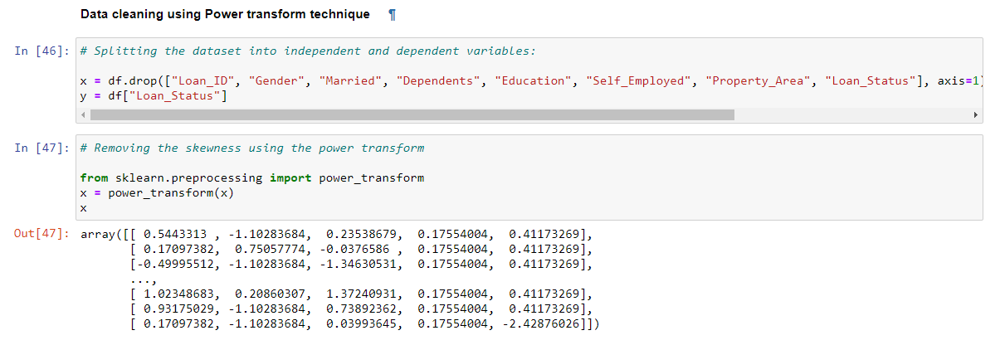 Data cleaning using Power transform technique ¶
In [46]: # Splitting the dataset into independent and dependent variables:
x = df.drop(["Loan_ID", "Gender", "Married", "Dependents", "Education", "Self_Employed", "Property_Area", "Loan_Status"], axis=1)
y = df["Loan_Status"]
In [47]: # Removing the skewness using the power transform
from sklearn.preprocessing import power_transform
x = power_transform(x)
x
Out[47]: array([[ 0.5443313 , -1.10283684,  0.23538679,  0.17554004,  0.41173269],
[ 0.17097382,  0.75057774, -0.0376586 ,  0.17554004,  0.41173269],
[-0.49995512, -1.10283684, -1.34630531,  0.17554004,  0.41173269],
...,
[ 1.02348683,  0.20860307,  1.37240931,  0.17554004,  0.41173269],
[ 0.93175029, -1.10283684,  0.73892362,  0.17554004,  0.41173269],
[ 0.17097382, -1.10283684,  0.03993645,  0.17554004, -2.42876026]])